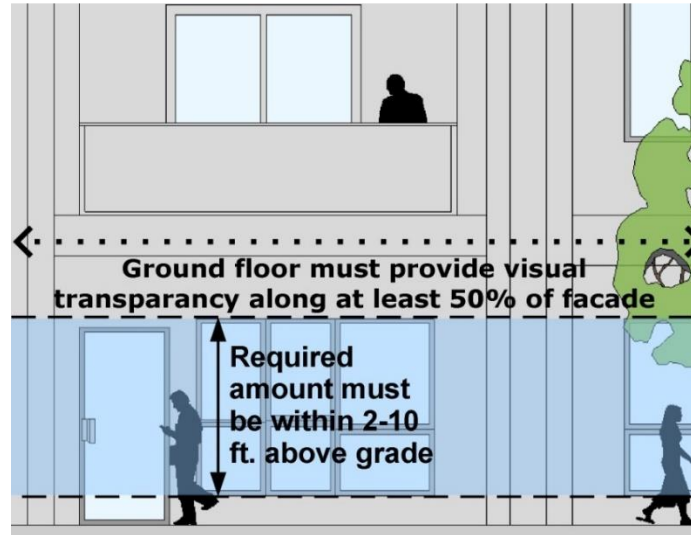 Ground floor must provide visual
transparancy along at least 50% of facade
Required
amount must
be within 2-10
ft. above grade